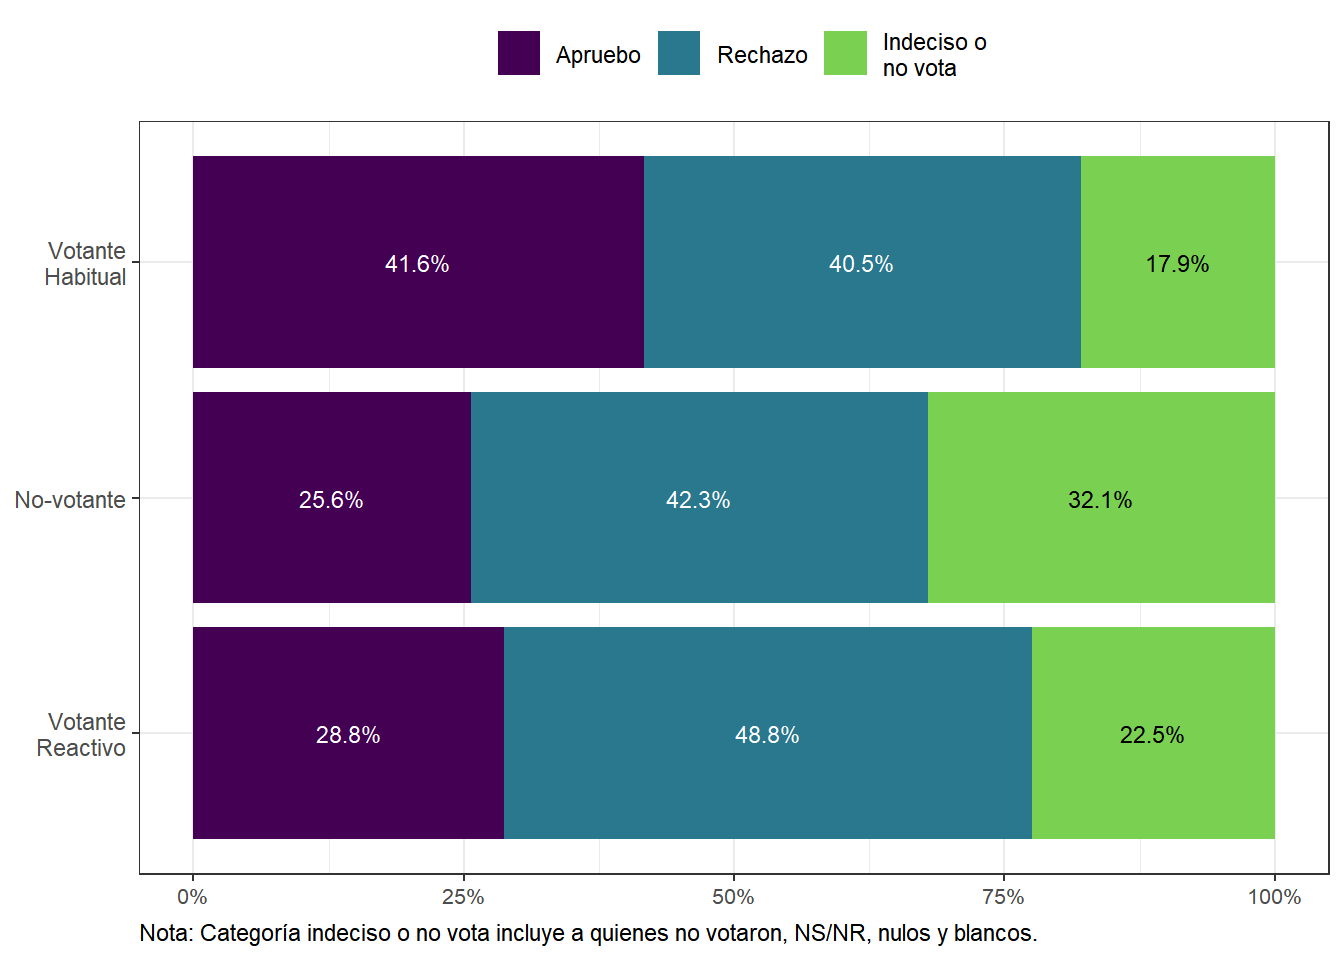 Apruebo
Rechazo
Indeciso o
no vota
Votante
Habitual
41.6%
40.5%
17.9%
No-votante
25.6%
42.3%
32.1%
Votante
Reactivo
28.8%
48.8%
22.5%
0%
25%
50%
75%
100%
Nota: Categoría indeciso o no vota incluye a quienes no votaron, NS/NR, nulos y blancos.